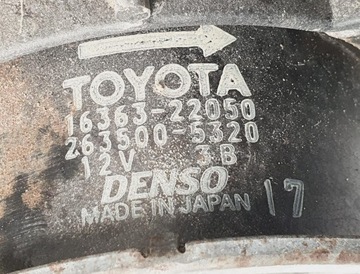 TOYOTA
16363-22050
263500-5320
12V 3B
DENSO
MADE IN JAPAN 17